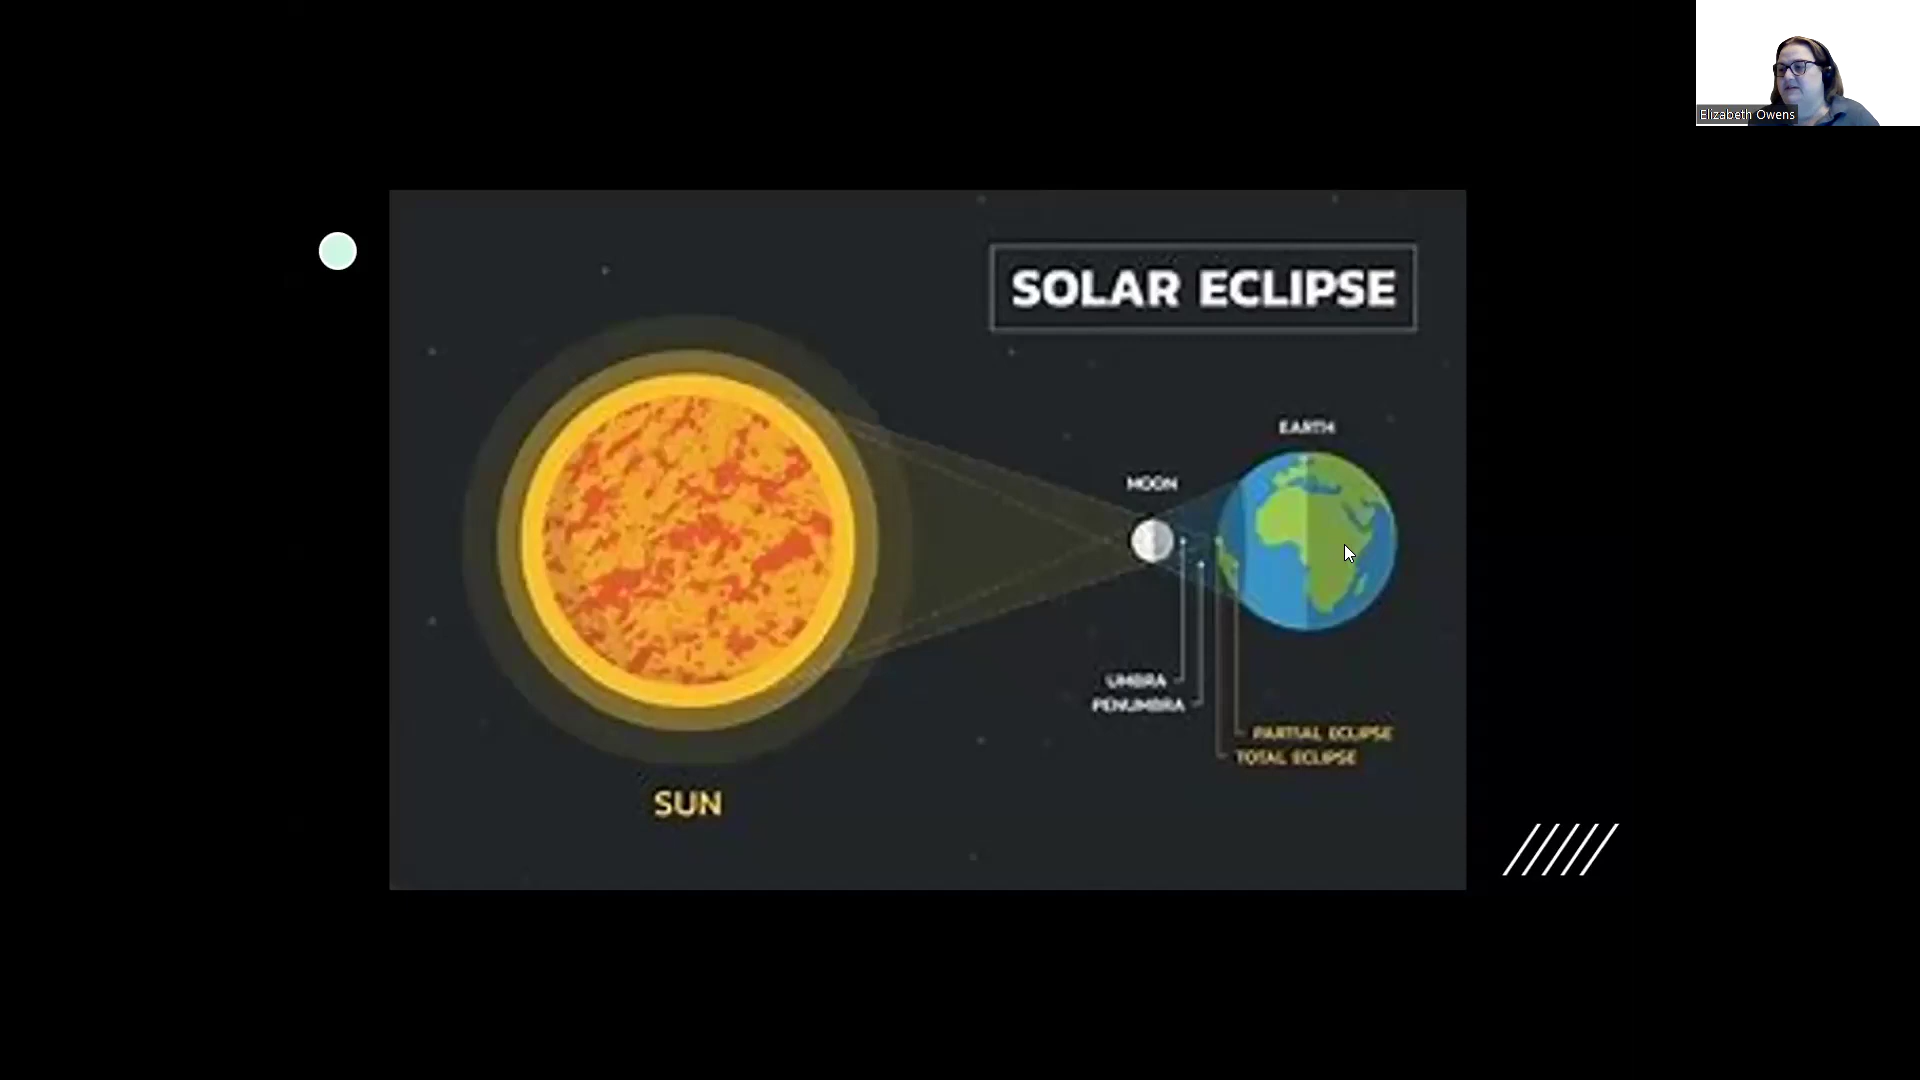 Elizabeth Owens
SOLAR ECLIPSE
EARTH
MOON
UMBRA
PENUMBRA
PARTIAL ECLIPSE
TOTAL ECLIPSE
SUN